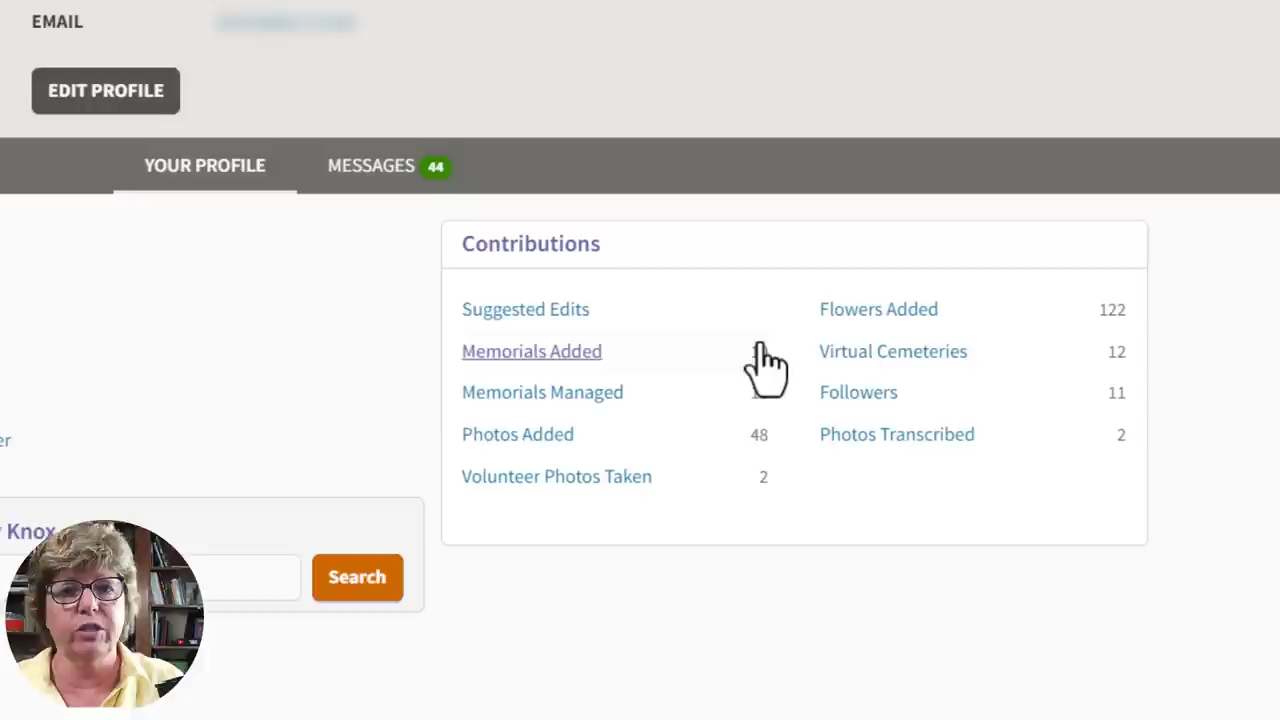 EMAIL
EDIT PROFILE
YOUR PROFILE
MESSAGES 44
Contributions
Suggested Edits
Flowers Added 122
Memorials Added
Virtual Cemeteries 12
Memorials Managed
Followers 11
er
Photos Added 48
Photos Transcribed 2
Volunteer Photos Taken 2
Knox
Search